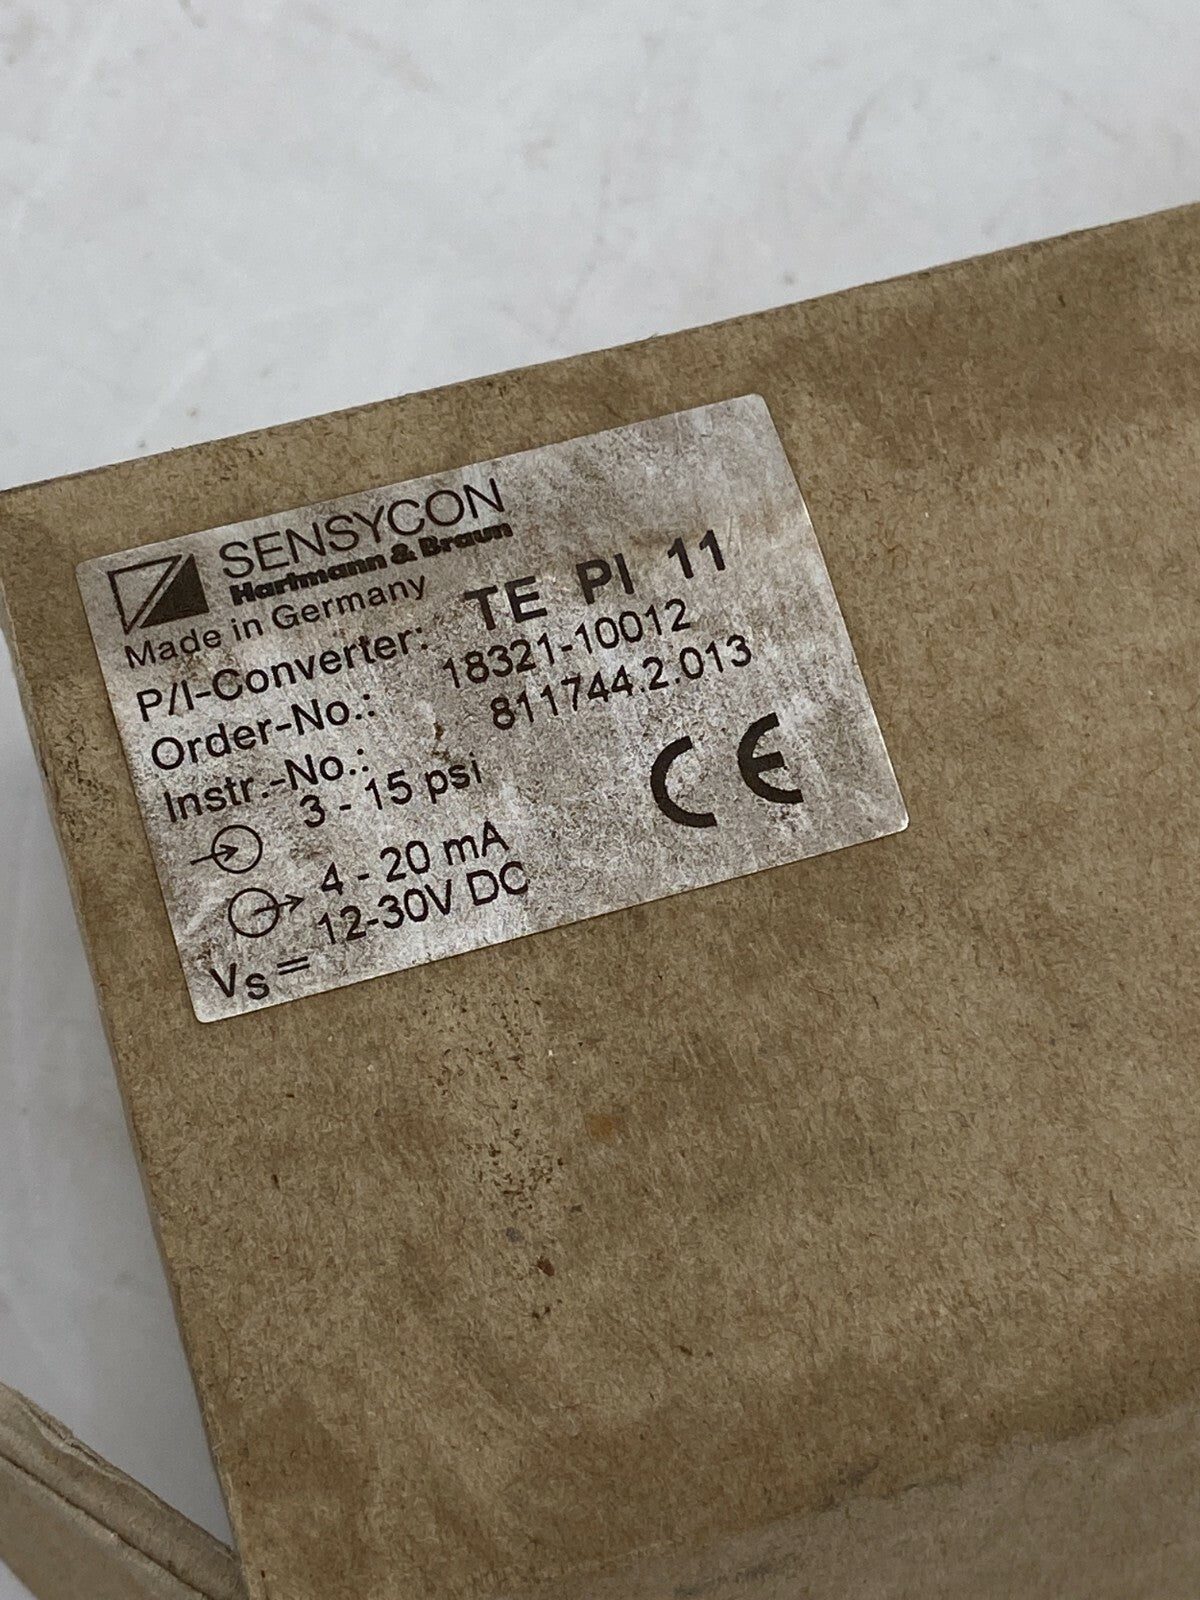 SENSYCON
Hartmann & Braun
Made in Germany
P/I-Converter: TE PI 11
Order-No.: 18321-10012
Instr.-No.: 811744.2.013
3 - 15 psi
4 - 20 mA
Vs = 12-30V DC
CE